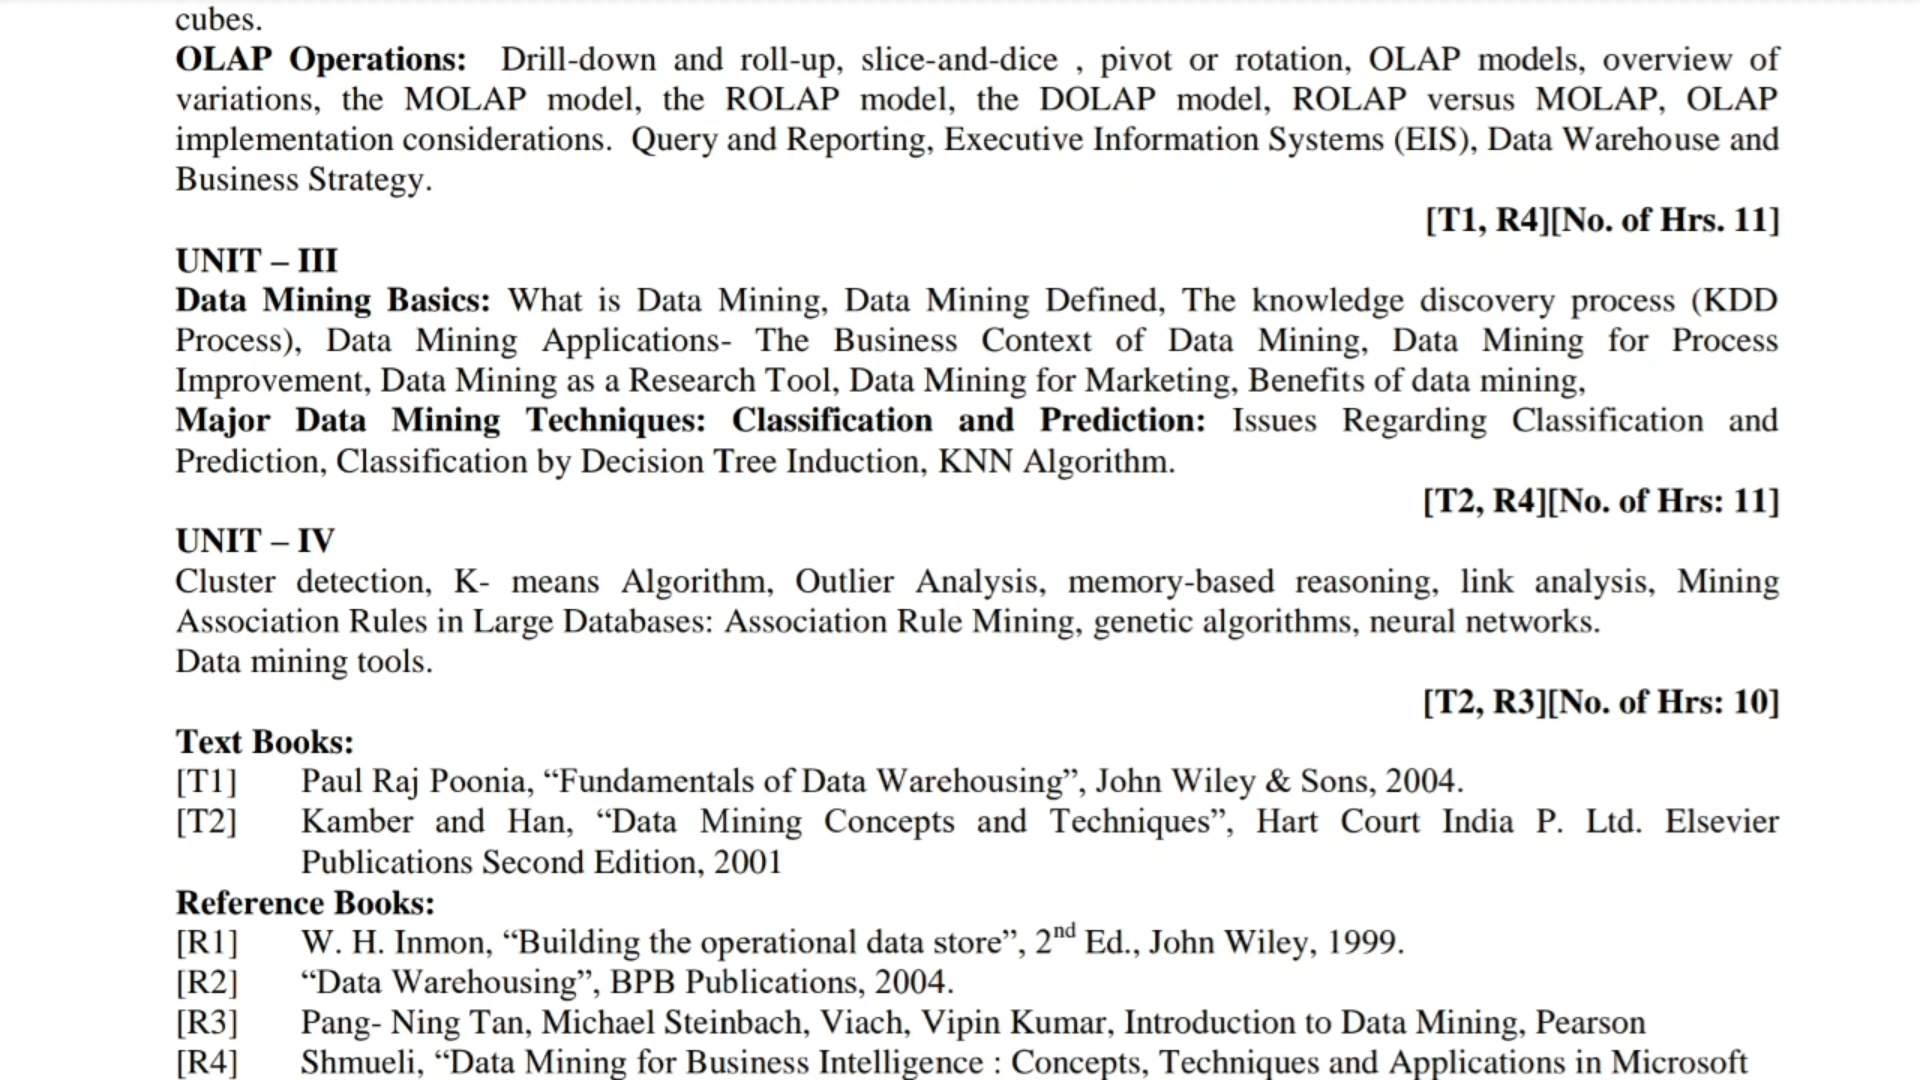 cubes.
OLAP Operations: Drill-down and roll-up, slice-and-dice , pivot or rotation, OLAP models, overview of
variations, the MOLAP model, the ROLAP model, the DOLAP model, ROLAP versus MOLAP, OLAP
implementation considerations. Query and Reporting, Executive Information Systems (EIS), Data Warehouse and
Business Strategy.
[T1, R4][No. of Hrs. 11]
UNIT – III
Data Mining Basics: What is Data Mining, Data Mining Defined, The knowledge discovery process (KDD
Process), Data Mining Applications- The Business Context of Data Mining, Data Mining for Process
Improvement, Data Mining as a Research Tool, Data Mining for Marketing, Benefits of data mining,
Major Data Mining Techniques: Classification and Prediction: Issues Regarding Classification and
Prediction, Classification by Decision Tree Induction, KNN Algorithm.
[T2, R4][No. of Hrs: 11]
UNIT – IV
Cluster detection, K- means Algorithm, Outlier Analysis, memory-based reasoning, link analysis, Mining
Association Rules in Large Databases: Association Rule Mining, genetic algorithms, neural networks.
Data mining tools.
[T2, R3][No. of Hrs: 10]
Text Books:
[T1] Paul Raj Poonia, “Fundamentals of Data Warehousing”, John Wiley & Sons, 2004.
[T2] Kamber and Han, “Data Mining Concepts and Techniques”, Hart Court India P. Ltd. Elsevier
Publications Second Edition, 2001
Reference Books:
[R1] W. H. Inmon, “Building the operational data store”, 2nd Ed., John Wiley, 1999.
[R2] “Data Warehousing”, BPB Publications, 2004.
[R3] Pang- Ning Tan, Michael Steinbach, Viach, Vipin Kumar, Introduction to Data Mining, Pearson
[R4] Shmueli, “Data Mining for Business Intelligence : Concepts, Techniques and Applications in Microsoft